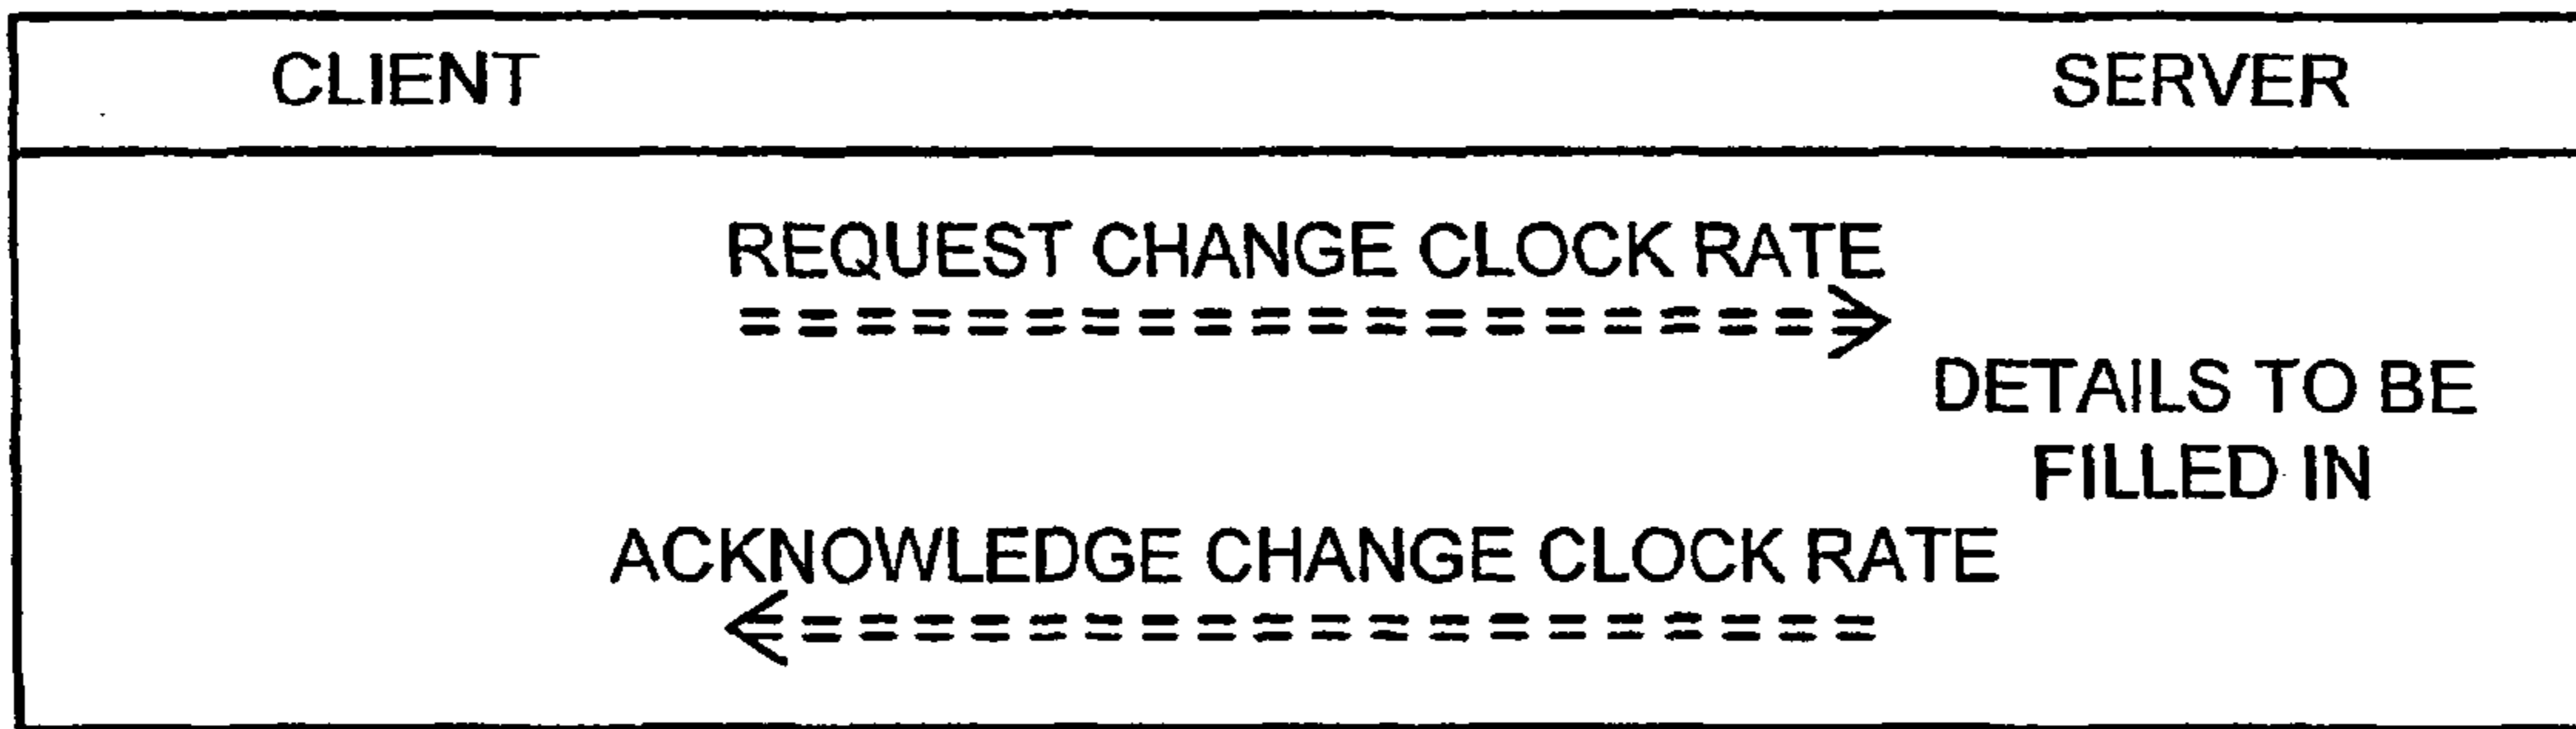 CLIENT SERVER
REQUEST CHANGE CLOCK RATE
DETAILS TO BE
FILLED IN
ACKNOWLEDGE CHANGE CLOCK RATE